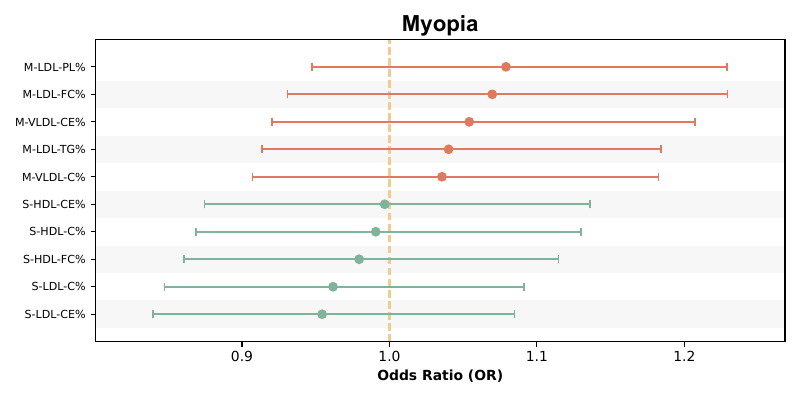 Myopia
M-LDL-PL%
M-LDL-FC%
M-VLDL-CE%
M-LDL-TG%
M-VLDL-C%
S-HDL-CE%
S-HDL-C%
S-HDL-FC%
S-LDL-C%
S-LDL-CE%
0.9 1.0 1.1 1.2
Odds Ratio (OR)